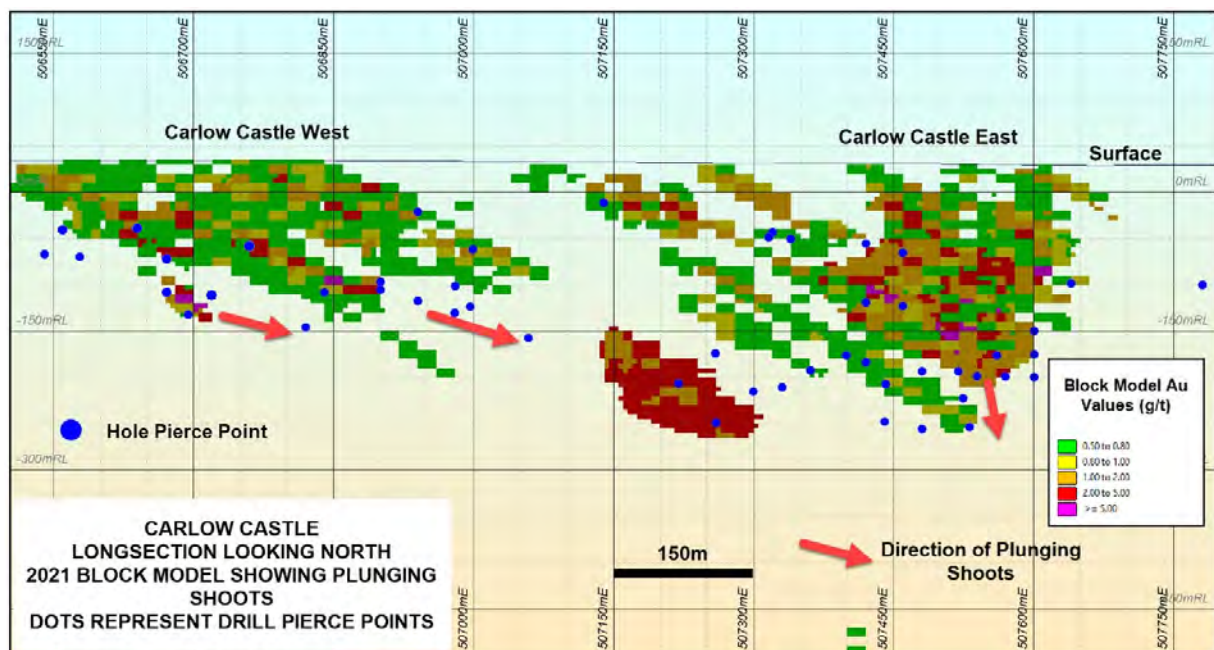 506550mE
506700mE
506850mE
507000mE
507150mE
507300mE
507450mE
507600mE
507750mE
150mRL
Carlow Castle West
Carlow Castle East
Surface
0mRL
-150mRL
Block Model Au
Values (g/t)
0.50 to 0.80
0.80 to 1.00
1.00 to 2.00
2.00 to 5.00
>= 5.00
Hole Pierce Point
-300mRL
CARLOW CASTLE
LONGSECTION LOOKING NORTH
2021 BLOCK MODEL SHOWING PLUNGING
SHOOTS
DOTS REPRESENT DRILL PIERCE POINTS
150m
Direction of Plunging
Shoots
507000mE
507150mE
507300mE
507450mE
507600mE
507750mE